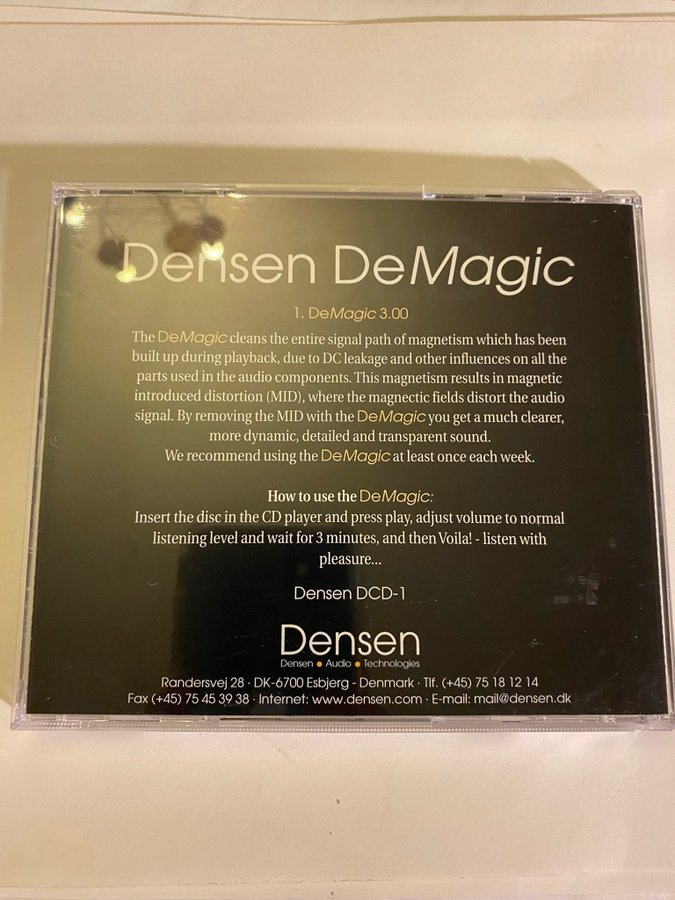 Densen DeMagic
1. DeMagic 3.00
The DeMagic cleans the entire signal path of magnetism which has been
built up during playback, due to DC leakage and other influences on all the
parts used in the audio components. This magnetism results in magnetic
introduced distortion (MID), where the magnectic fields distort the audio
signal. By removing the MID with the DeMagic you get a much clearer,
more dynamic, detailed and transparent sound.
We recommend using the DeMagic at least once each week.
How to use the DeMagic:
Insert the disc in the CD player and press play, adjust volume to normal
listening level and wait for 3 minutes, and then Voila! - listen with
pleasure...
Densen DCD-1
Densen
Densen • Audio • Technologies
Randersvej 28 · DK-6700 Esbjerg - Denmark · Tlf. (+45) 75 18 12 14
Fax (+45) 75 45 39 38 · Internet: www.densen.com · E-mail: mail@densen.dk